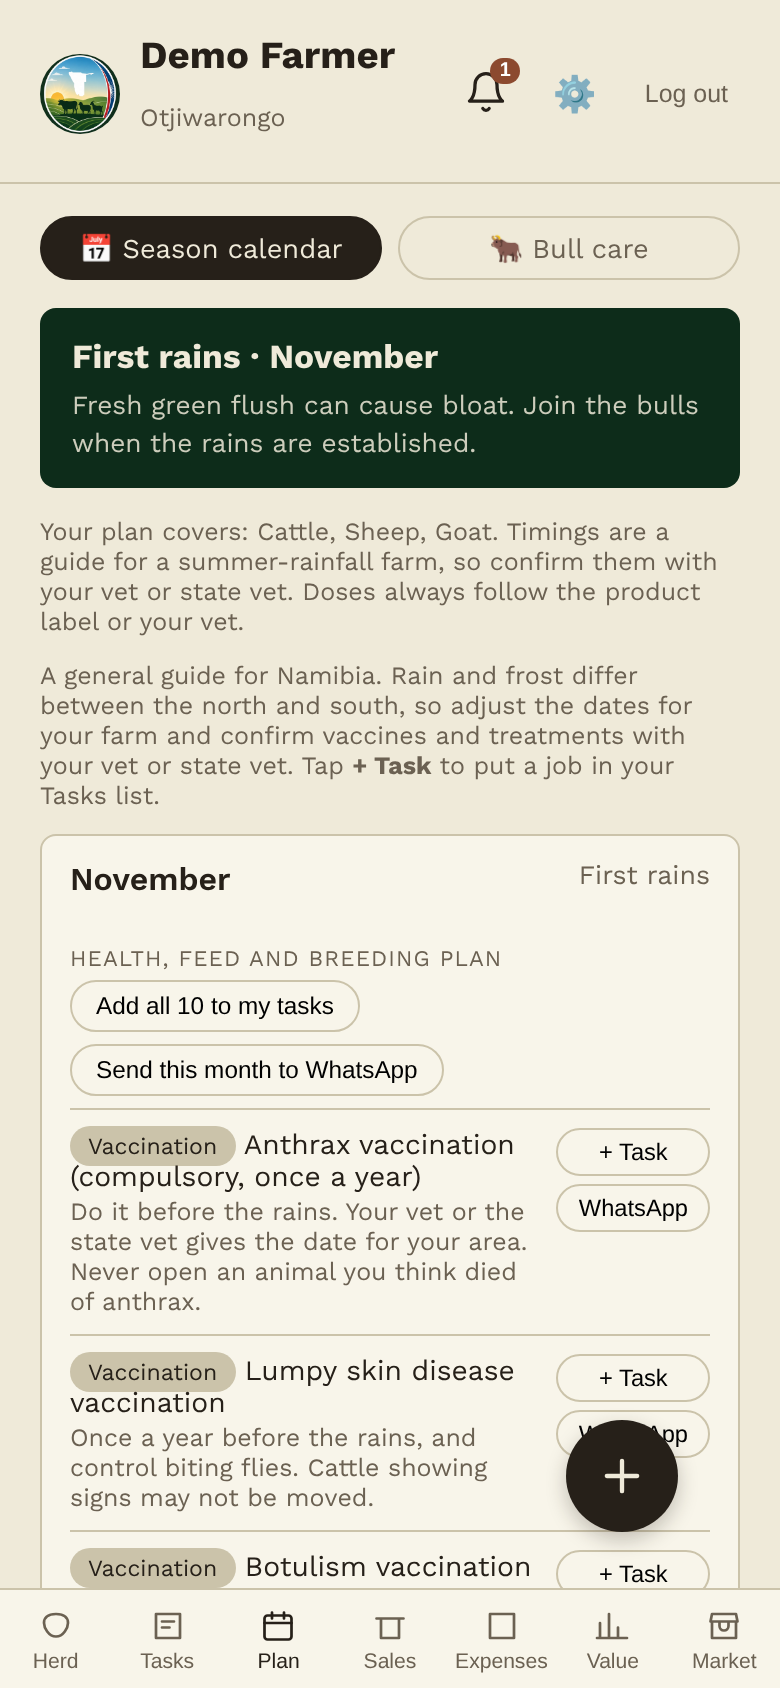 Demo Farmer
Otjiwarongo
1
Log out
July 17 Season calendar
Bull care
First rains · November
Fresh green flush can cause bloat. Join the bulls
when the rains are established.
Your plan covers: Cattle, Sheep, Goat. Timings are a
guide for a summer-rainfall farm, so confirm them with
your vet or state vet. Doses always follow the product
label or your vet.
A general guide for Namibia. Rain and frost differ
between the north and south, so adjust the dates for
your farm and confirm vaccines and treatments with
your vet or state vet. Tap + Task to put a job in your
Tasks list.
November
First rains
HEALTH, FEED AND BREEDING PLAN
Add all 10 to my tasks
Send this month to WhatsApp
Vaccination Anthrax vaccination
(compulsory, once a year)
Do it before the rains. Your vet or the
state vet gives the date for your area.
Never open an animal you think died
of anthrax.
+ Task
WhatsApp
Vaccination Lumpy skin disease
vaccination
Once a year before the rains, and
control biting flies. Cattle showing
signs may not be moved.
+ Task
Vaccination Botulism vaccination
+ Task
Herd
Tasks
Plan
Sales
Expenses
Value
Market